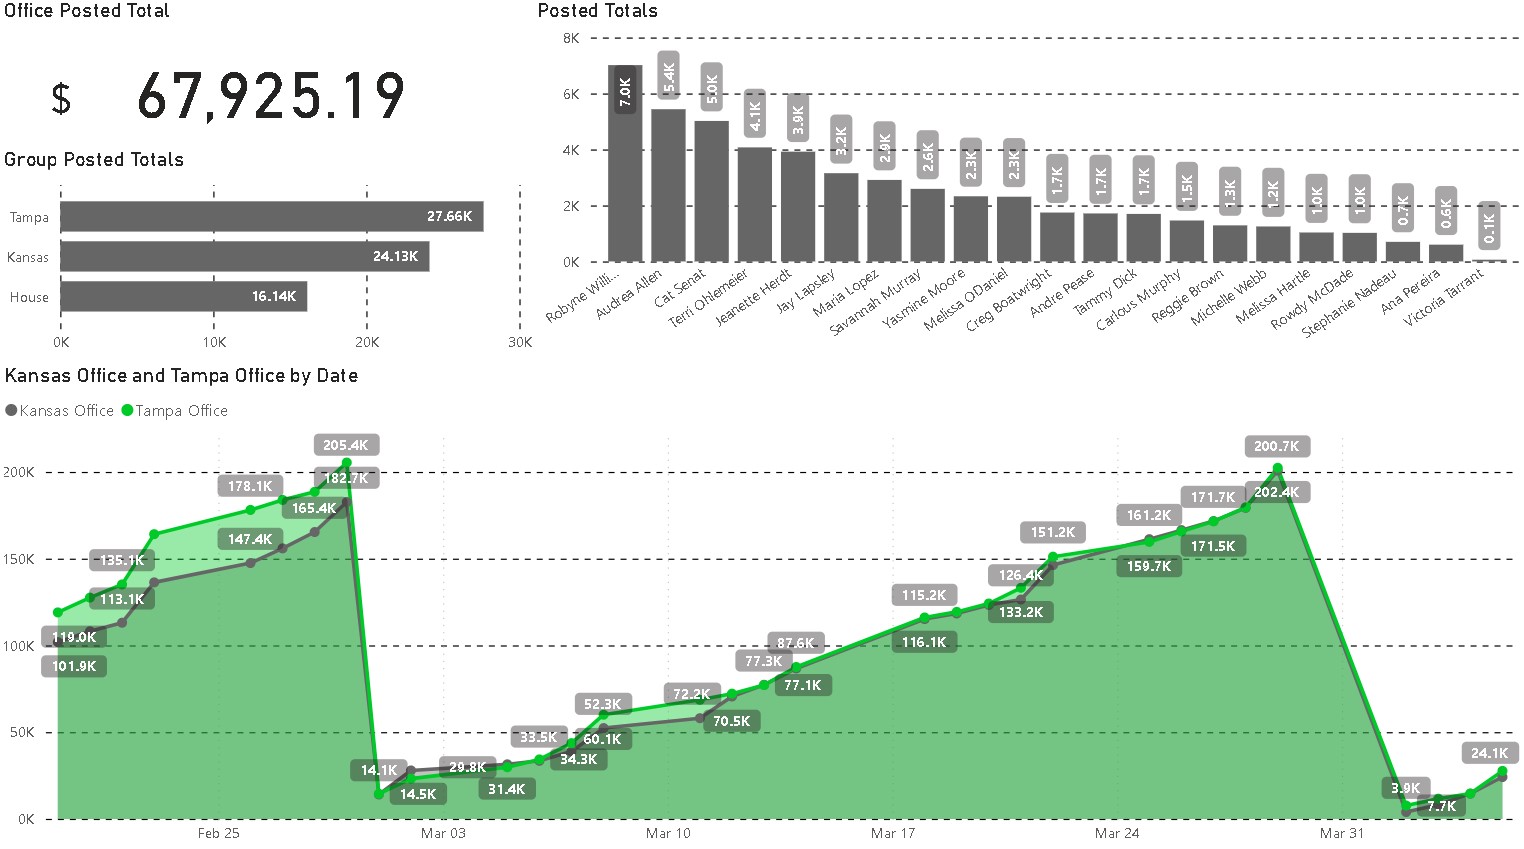 Office Posted Total
$ 67,925.19
Group Posted Totals
Tampa 27.66K
Kansas 24.13K
House 16.14K
0K 10K 20K 30K
Posted Totals
8K
6K
4K
2K
0K
7.0K 5.4K 5.0K 4.1K 3.9K 3.2K 2.9K 2.6K 2.3K 2.3K 1.7K 1.7K 1.7K 1.5K 1.3K 1.2K 1.0K 1.0K 0.7K 0.6K 0.1K
Robyne Willi...
Audrea Allen
Cat Senat
Terri Ohlemeier
Jeanette Herdt
Jay Lapsley
Maria Lopez
Savannah Murray
Yasmine Moore
Melissa ODaniel
Creg Boatwright
Andre Pease
Tammy Dick
Carlous Murphy
Reggie Brown
Michelle Webb
Melissa Hartle
Rowdy McDade
Stephanie Nadeau
Ana Pereira
Victoria Tarrant
Kansas Office and Tampa Office by Date
Kansas Office Tampa Office
200K
150K
100K
50K
0K
119.0K
101.9K
135.1K
113.1K
178.1K
147.4K
165.4K
205.4K
182.7K
14.1K
14.5K
29.8K
31.4K
33.5K
34.3K
52.3K
60.1K
72.2K
70.5K
77.3K
77.1K
87.6K
115.2K
116.1K
126.4K
133.2K
151.2K
161.2K
159.7K
171.7K
171.5K
200.7K
202.4K
3.9K
7.7K
24.1K
Feb 25 Mar 03 Mar 10 Mar 17 Mar 24 Mar 31